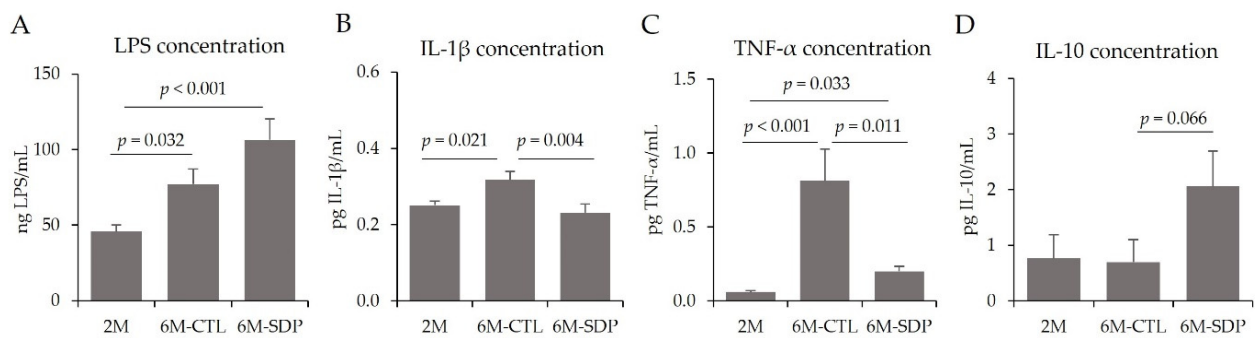 A
LPS concentration
ng LPS/mL
150
100
50
0
p < 0.001
p = 0.032
2M
6M-CTL
6M-SDP
B
IL-1β concentration
pg IL-1β/mL
0.6
0.4
0.2
0.0
p = 0.021
p = 0.004
2M
6M-CTL
6M-SDP
C
TNF-α concentration
pg TNF-α/mL
1.5
1.0
0.5
0.0
p = 0.033
p < 0.001
p = 0.011
2M
6M-CTL
6M-SDP
D
IL-10 concentration
pg IL-10/mL
4
3
2
1
0
p = 0.066
2M
6M-CTL
6M-SDP